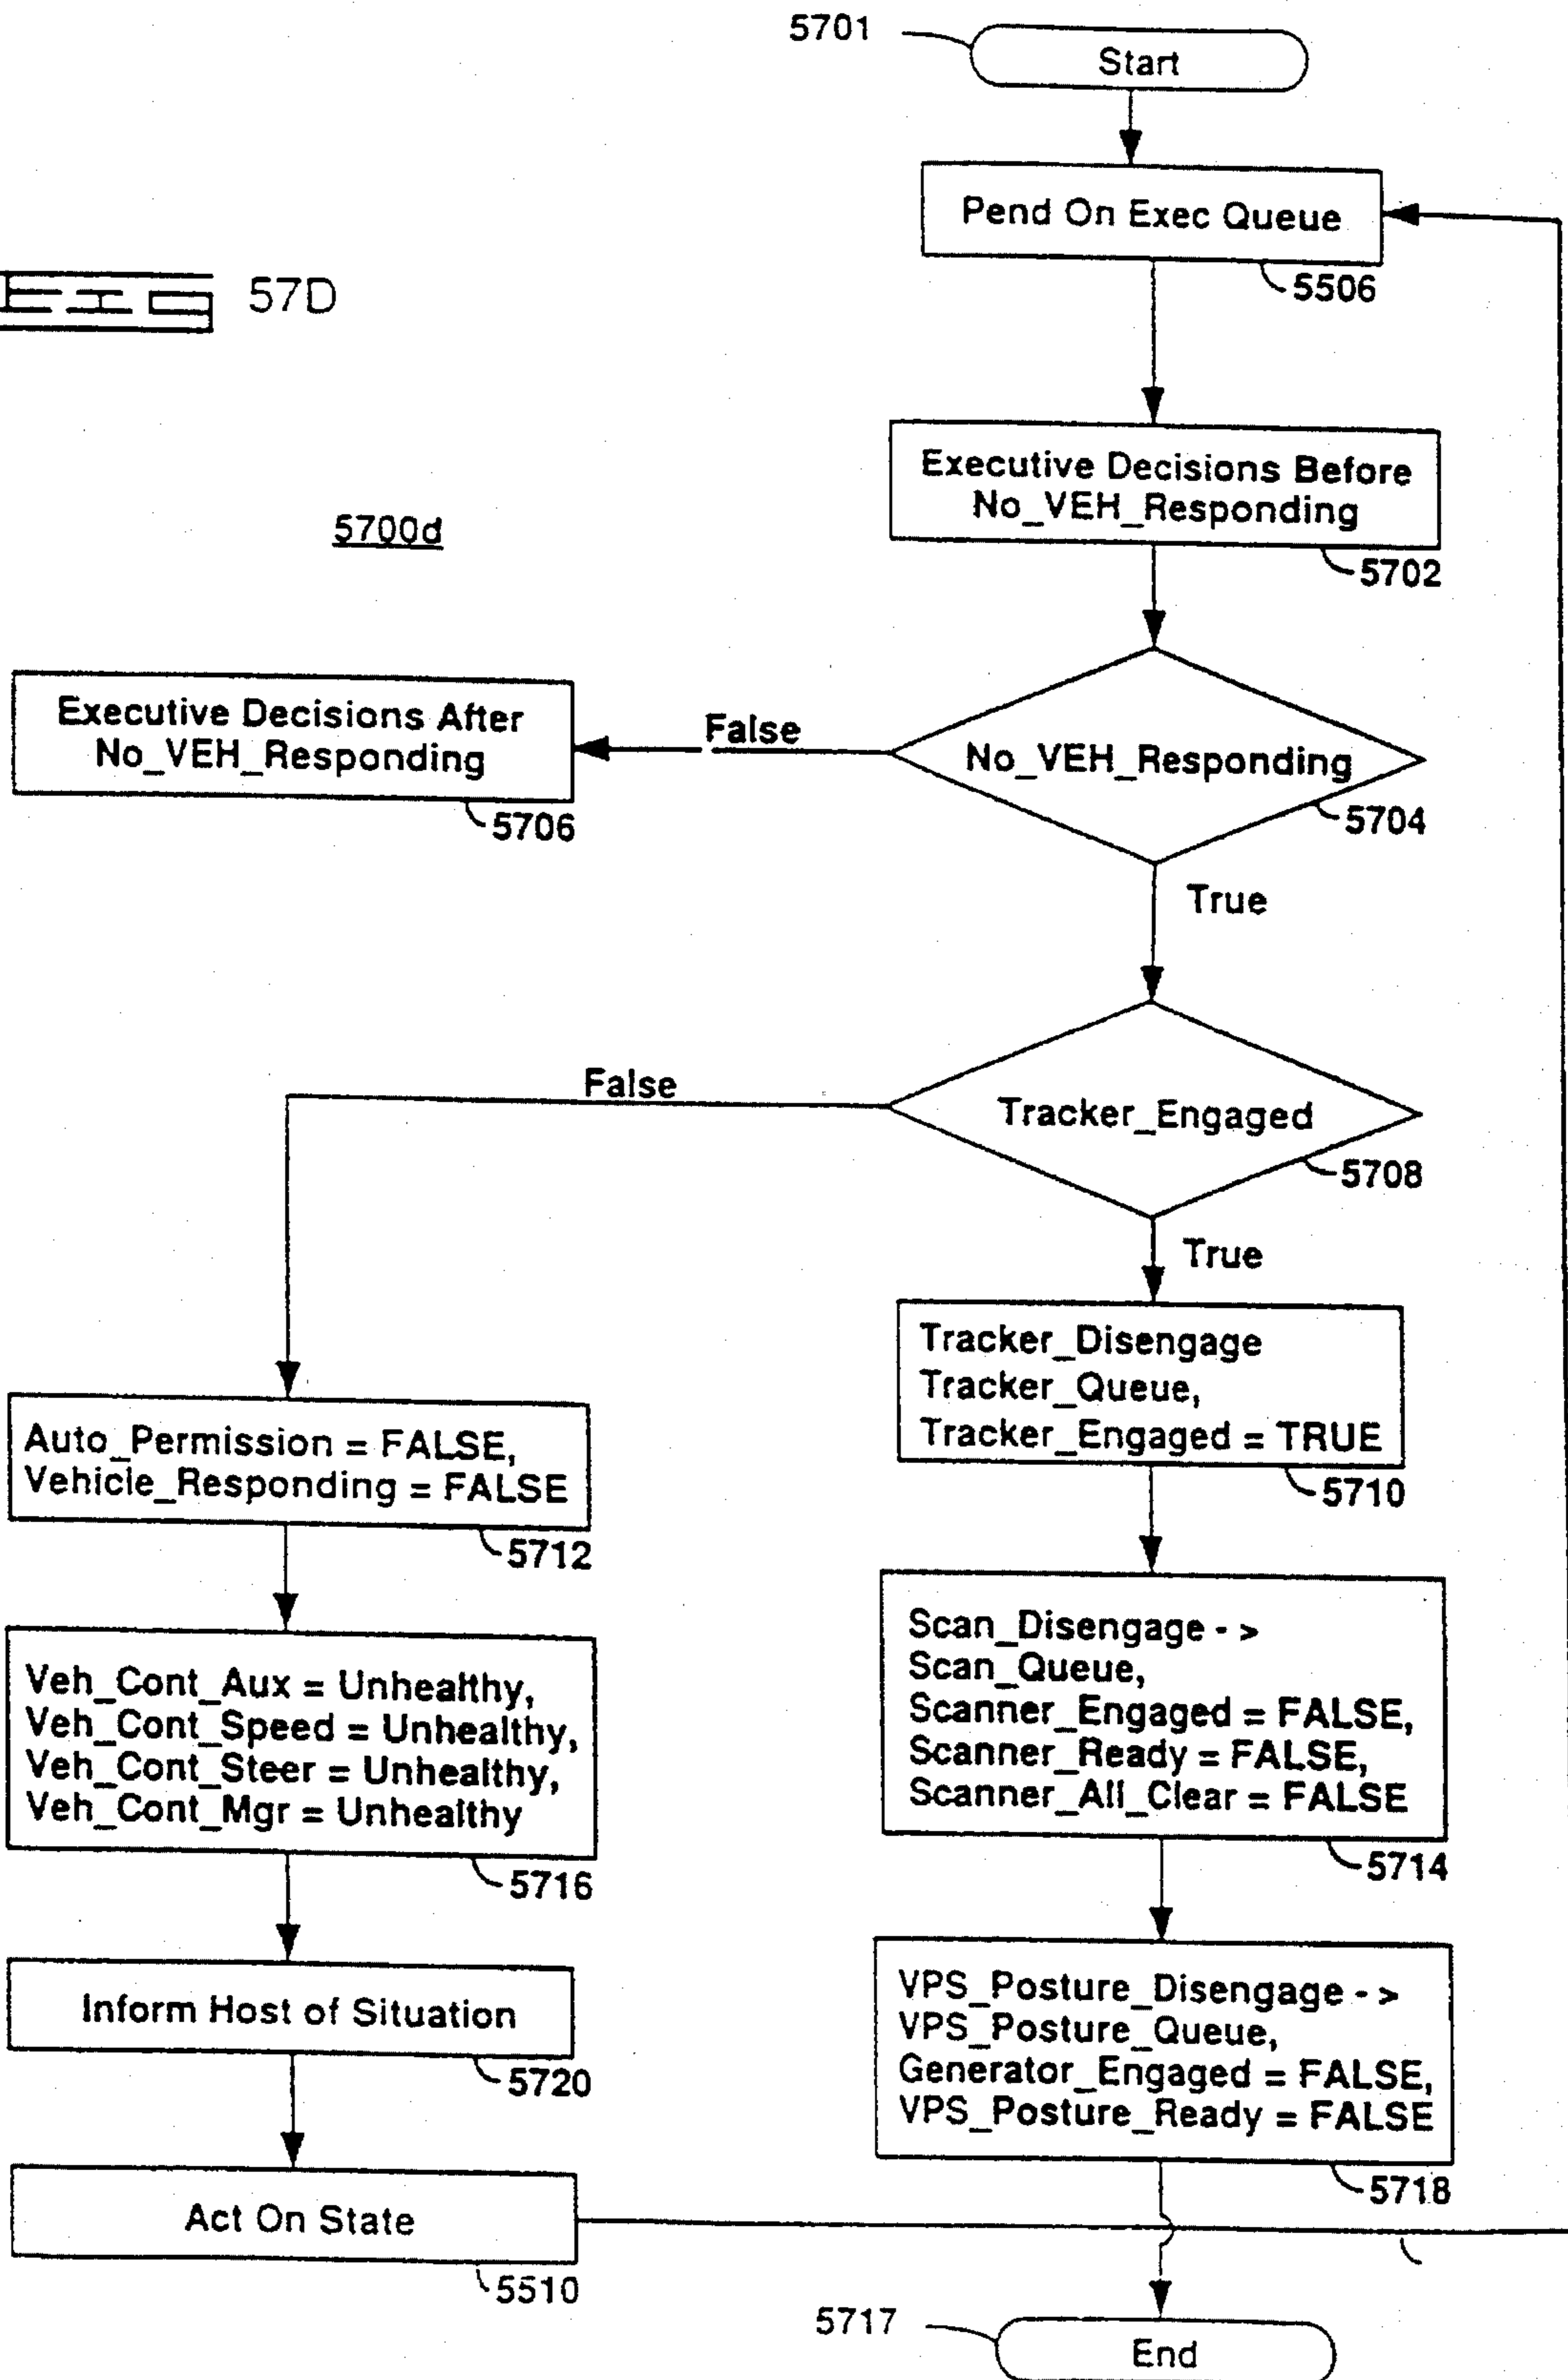 5701
Start
Pend On Exec Queue
5506
FIG 57D
Executive Decisions Before
No_VEH_Responding
5702
5700d
Executive Decisions After
No_VEH_Responding
5706
False
No_VEH_Responding
5704
True
False
Tracker_Engaged
5708
True
Tracker_Disengage
Tracker_Queue,
Tracker_Engaged = TRUE
5710
Auto_Permission = FALSE,
Vehicle_Responding = FALSE
5712
Scan_Disengage - >
Scan_Queue,
Scanner_Engaged = FALSE,
Scanner_Ready = FALSE,
Scanner_All_Clear = FALSE
5714
Veh_Cont_Aux = Unhealthy,
Veh_Cont_Speed = Unhealthy,
Veh_Cont_Steer = Unhealthy,
Veh_Cont_Mgr = Unhealthy
5716
VPS_Posture_Disengage - >
VPS_Posture_Queue,
Generator_Engaged = FALSE,
VPS_Posture_Ready = FALSE
5718
Inform Host of Situation
5720
Act On State
5510
5717
End